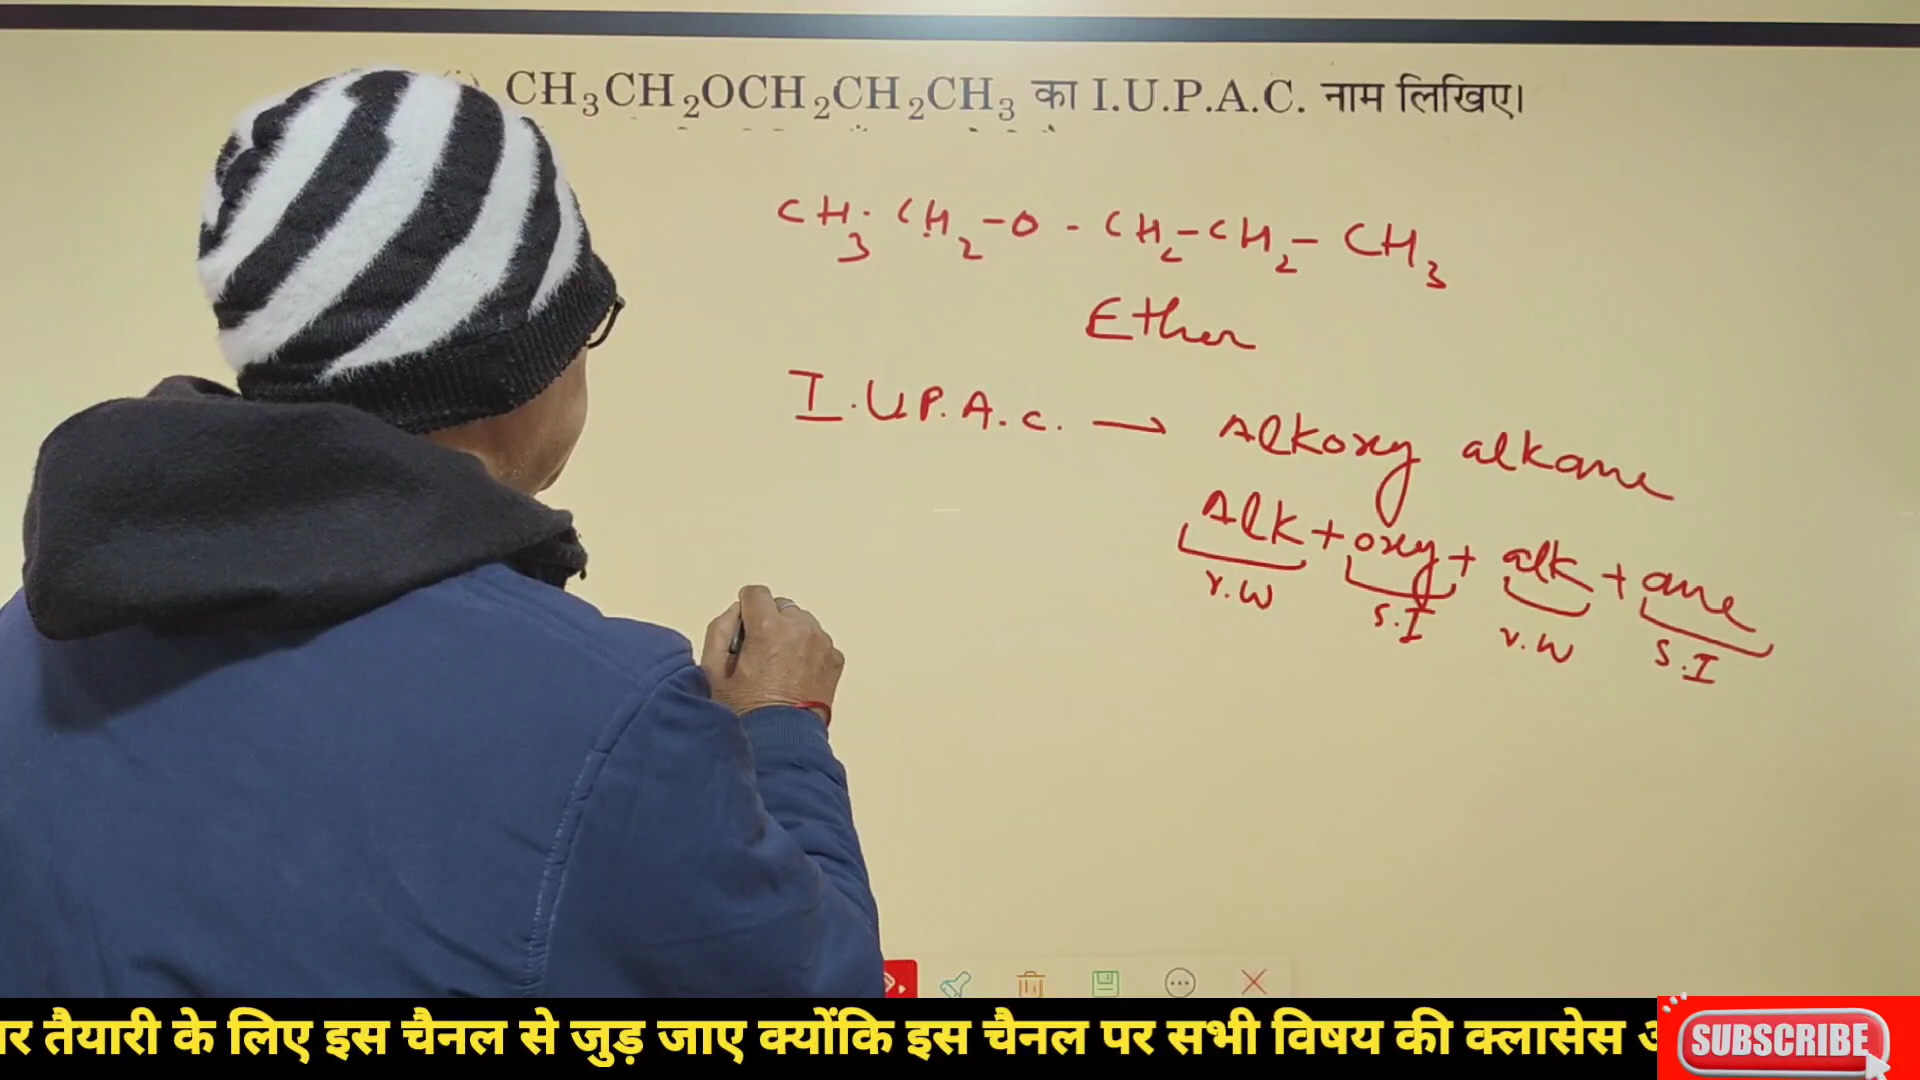 CH₃CH₂OCH₂CH₂CH₃ का I.U.P.A.C. नाम लिखिए।
CH₃·CH₂-O-CH₂-CH₂-CH₃
Ether
I.U.P.A.C. → Alkoxy alkane
Alk+oxy+alk+ane
r.W S.I r.W S.I
तैयारी के लिए इस चैनल से जुड़ जाए क्योंकि इस चैनल पर सभी विषय की क्लासेस
SUBSCRIBE